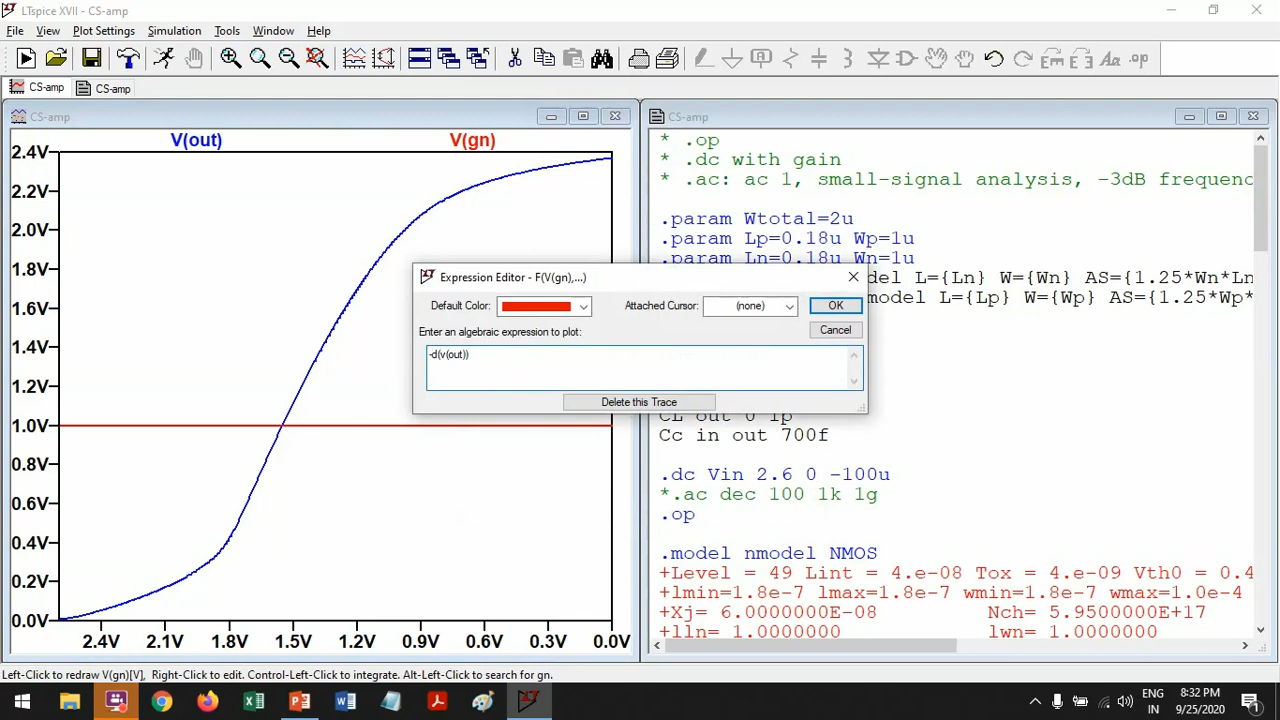 LTspice XVII - CS-amp
File View Plot Settings Simulation Tools Window Help
CS-amp CS-amp
CS-amp
V(out) V(gn)
2.4V
2.2V
2.0V
1.8V
1.6V
1.4V
1.2V
1.0V
0.8V
0.6V
0.4V
0.2V
0.0V
2.4V 2.1V 1.8V 1.5V 1.2V 0.9V 0.6V 0.3V 0.0V
Expression Editor - F(V(gn),...)
Default Color: Attached Cursor: (none) OK
Enter an algebraic expression to plot: Cancel
-d(v(out))
Delete this Trace
CS-amp
* .op
* .dc with gain
* .ac: ac 1, small-signal analysis, -3dB frequenc
.param Wtotal=2u
.param Lp=0.18u Wp=1u
.param Ln=0.18u Wn=1u
del L={Ln} W={Wn} AS={1.25*Wn*Ln
model L={Lp} W={Wp} AS={1.25*Wp*
CL out 0 1p
Cc in out 700f
.dc Vin 2.6 0 -100u
*.ac dec 100 1k 1g
.op
.model nmodel NMOS
+Level = 49 Lint = 4.e-08 Tox = 4.e-09 Vth0 = 0.4
+lmin=1.8e-7 lmax=1.8e-7 wmin=1.8e-7 wmax=1.0e-4
+Xj= 6.0000000E-08 Nch= 5.9500000E+17
+lln= 1.0000000 lwn= 1.0000000
Left-Click to redraw V(gn)[V], Right-Click to edit. Control-Left-Click to integrate. Alt-Left-Click to search for gn.
ENG
IN
8:32 PM
9/25/2020